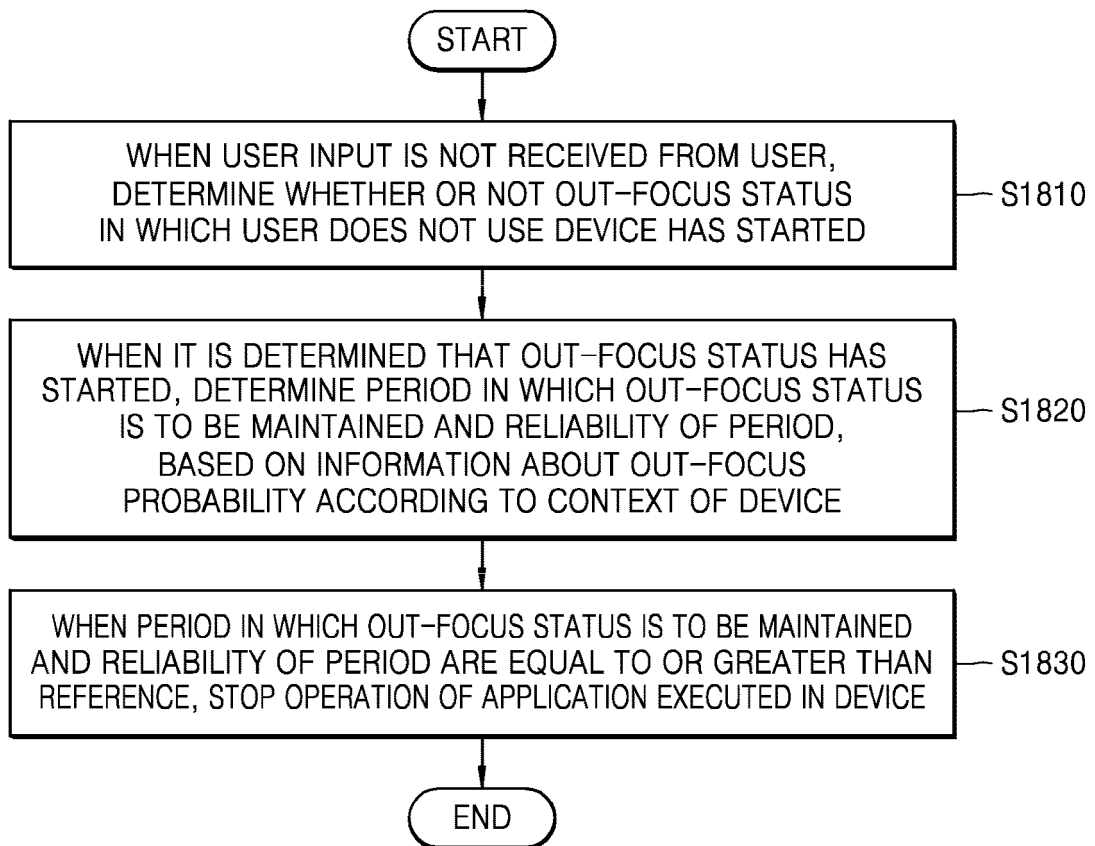 START
WHEN USER INPUT IS NOT RECEIVED FROM USER,
DETERMINE WHETHER OR NOT OUT-FOCUS STATUS
IN WHICH USER DOES NOT USE DEVICE HAS STARTED
S1810
WHEN IT IS DETERMINED THAT OUT-FOCUS STATUS HAS
STARTED, DETERMINE PERIOD IN WHICH OUT-FOCUS STATUS
IS TO BE MAINTAINED AND RELIABILITY OF PERIOD,
BASED ON INFORMATION ABOUT OUT-FOCUS
PROBABILITY ACCORDING TO CONTEXT OF DEVICE
S1820
WHEN PERIOD IN WHICH OUT-FOCUS STATUS IS TO BE MAINTAINED
AND RELIABILITY OF PERIOD ARE EQUAL TO OR GREATER THAN
REFERENCE, STOP OPERATION OF APPLICATION EXECUTED IN DEVICE
S1830
END